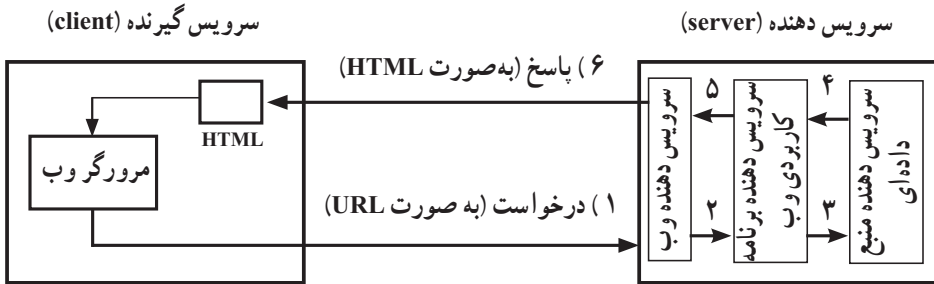 سرویس دهنده (server)
سرویس گیرنده (client)
۶ ) پاسخ (به‌صورت HTML)
HTML
مرورگر وب
۱ ) درخواست (به صورت URL)
سرویس دهنده وب
۵
۲
سرویس دهنده برنامه
کاربردی وب
۴
۳
سرویس دهنده منبع
داده‌ای